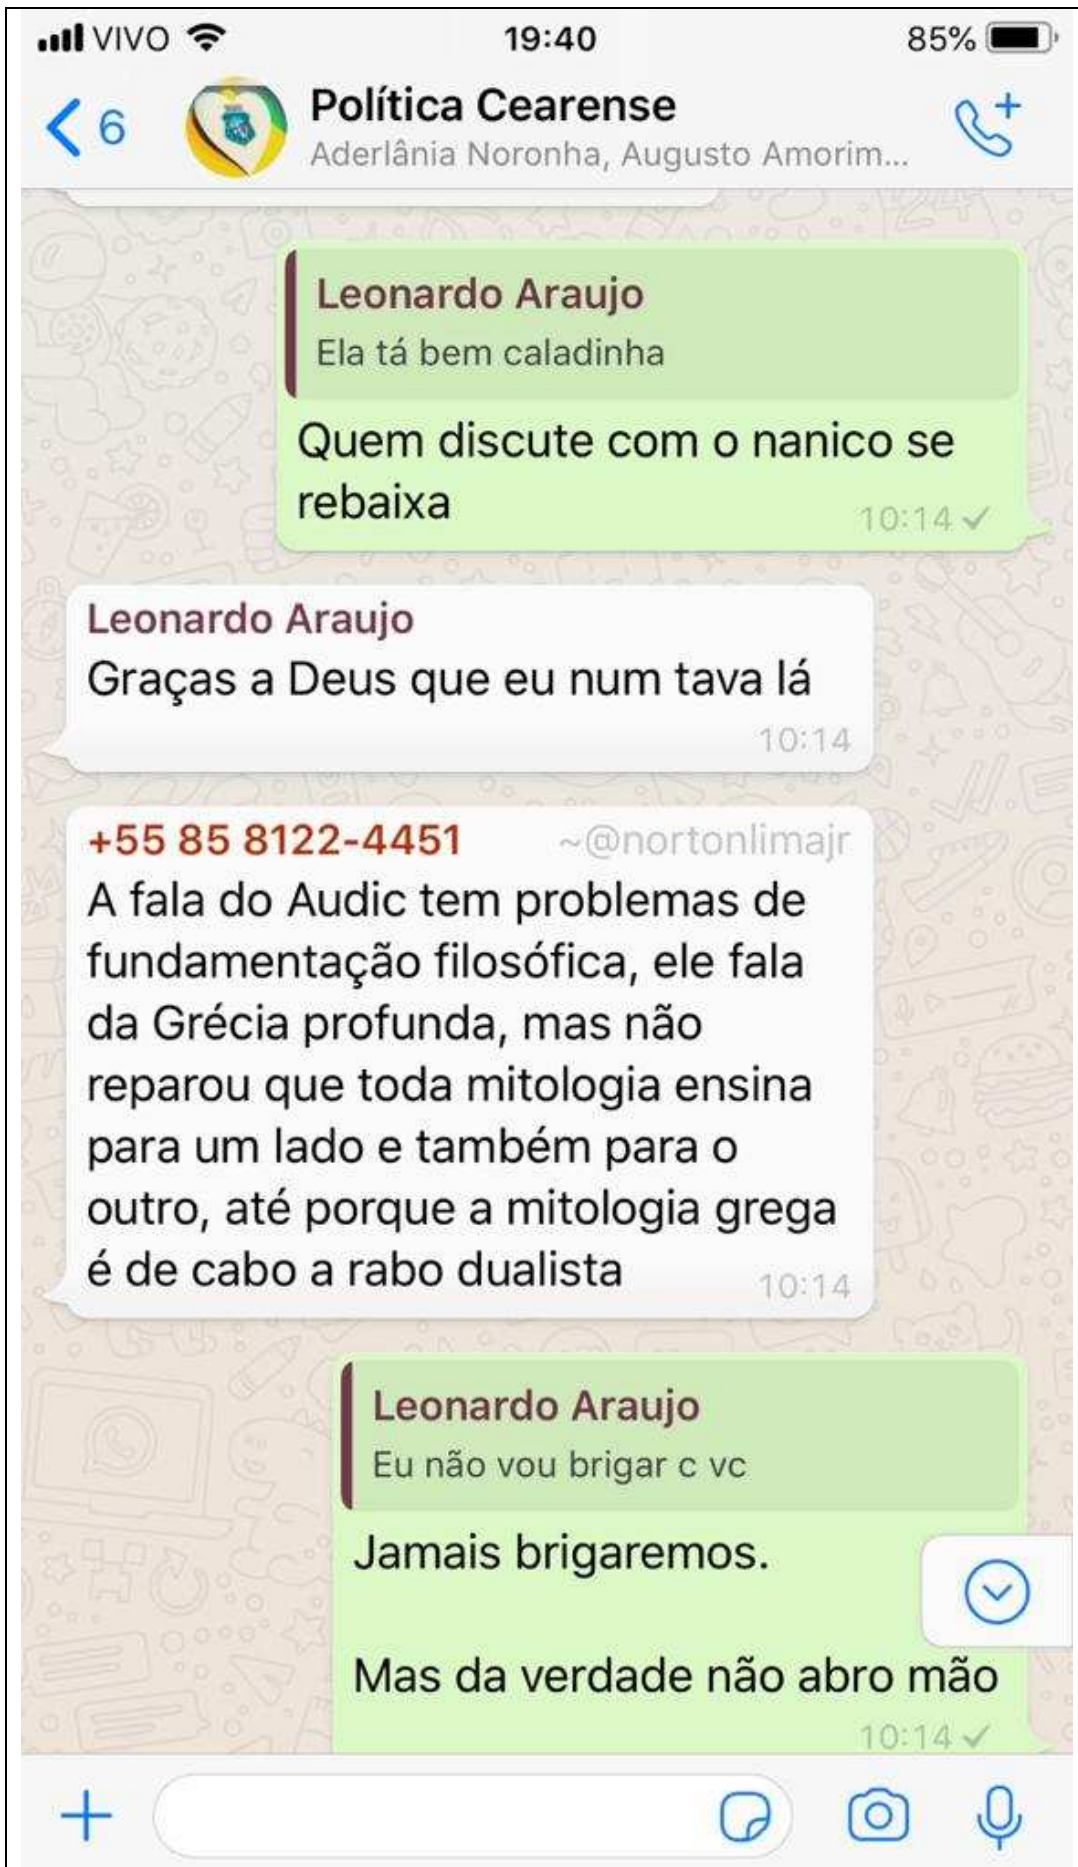 VIVO 19:40 85%
6 Política Cearense
Aderlânia Noronha, Augusto Amorim...
Leonardo Araujo
Ela tá bem caladinha
Quem discute com o nanico se
rebaixa
10:14
Leonardo Araujo
Graças a Deus que eu num tava lá
10:14
+55 85 8122-4451 ~@nortonlimajr
A fala do Audic tem problemas de
fundamentação filosófica, ele fala
da Grécia profunda, mas não
reparou que toda mitologia ensina
para um lado e também para o
outro, até porque a mitologia grega
é de cabo a rabo dualista
10:14
Leonardo Araujo
Eu não vou brigar c vc
Jamais brigaremos.
Mas da verdade não abro mão
10:14